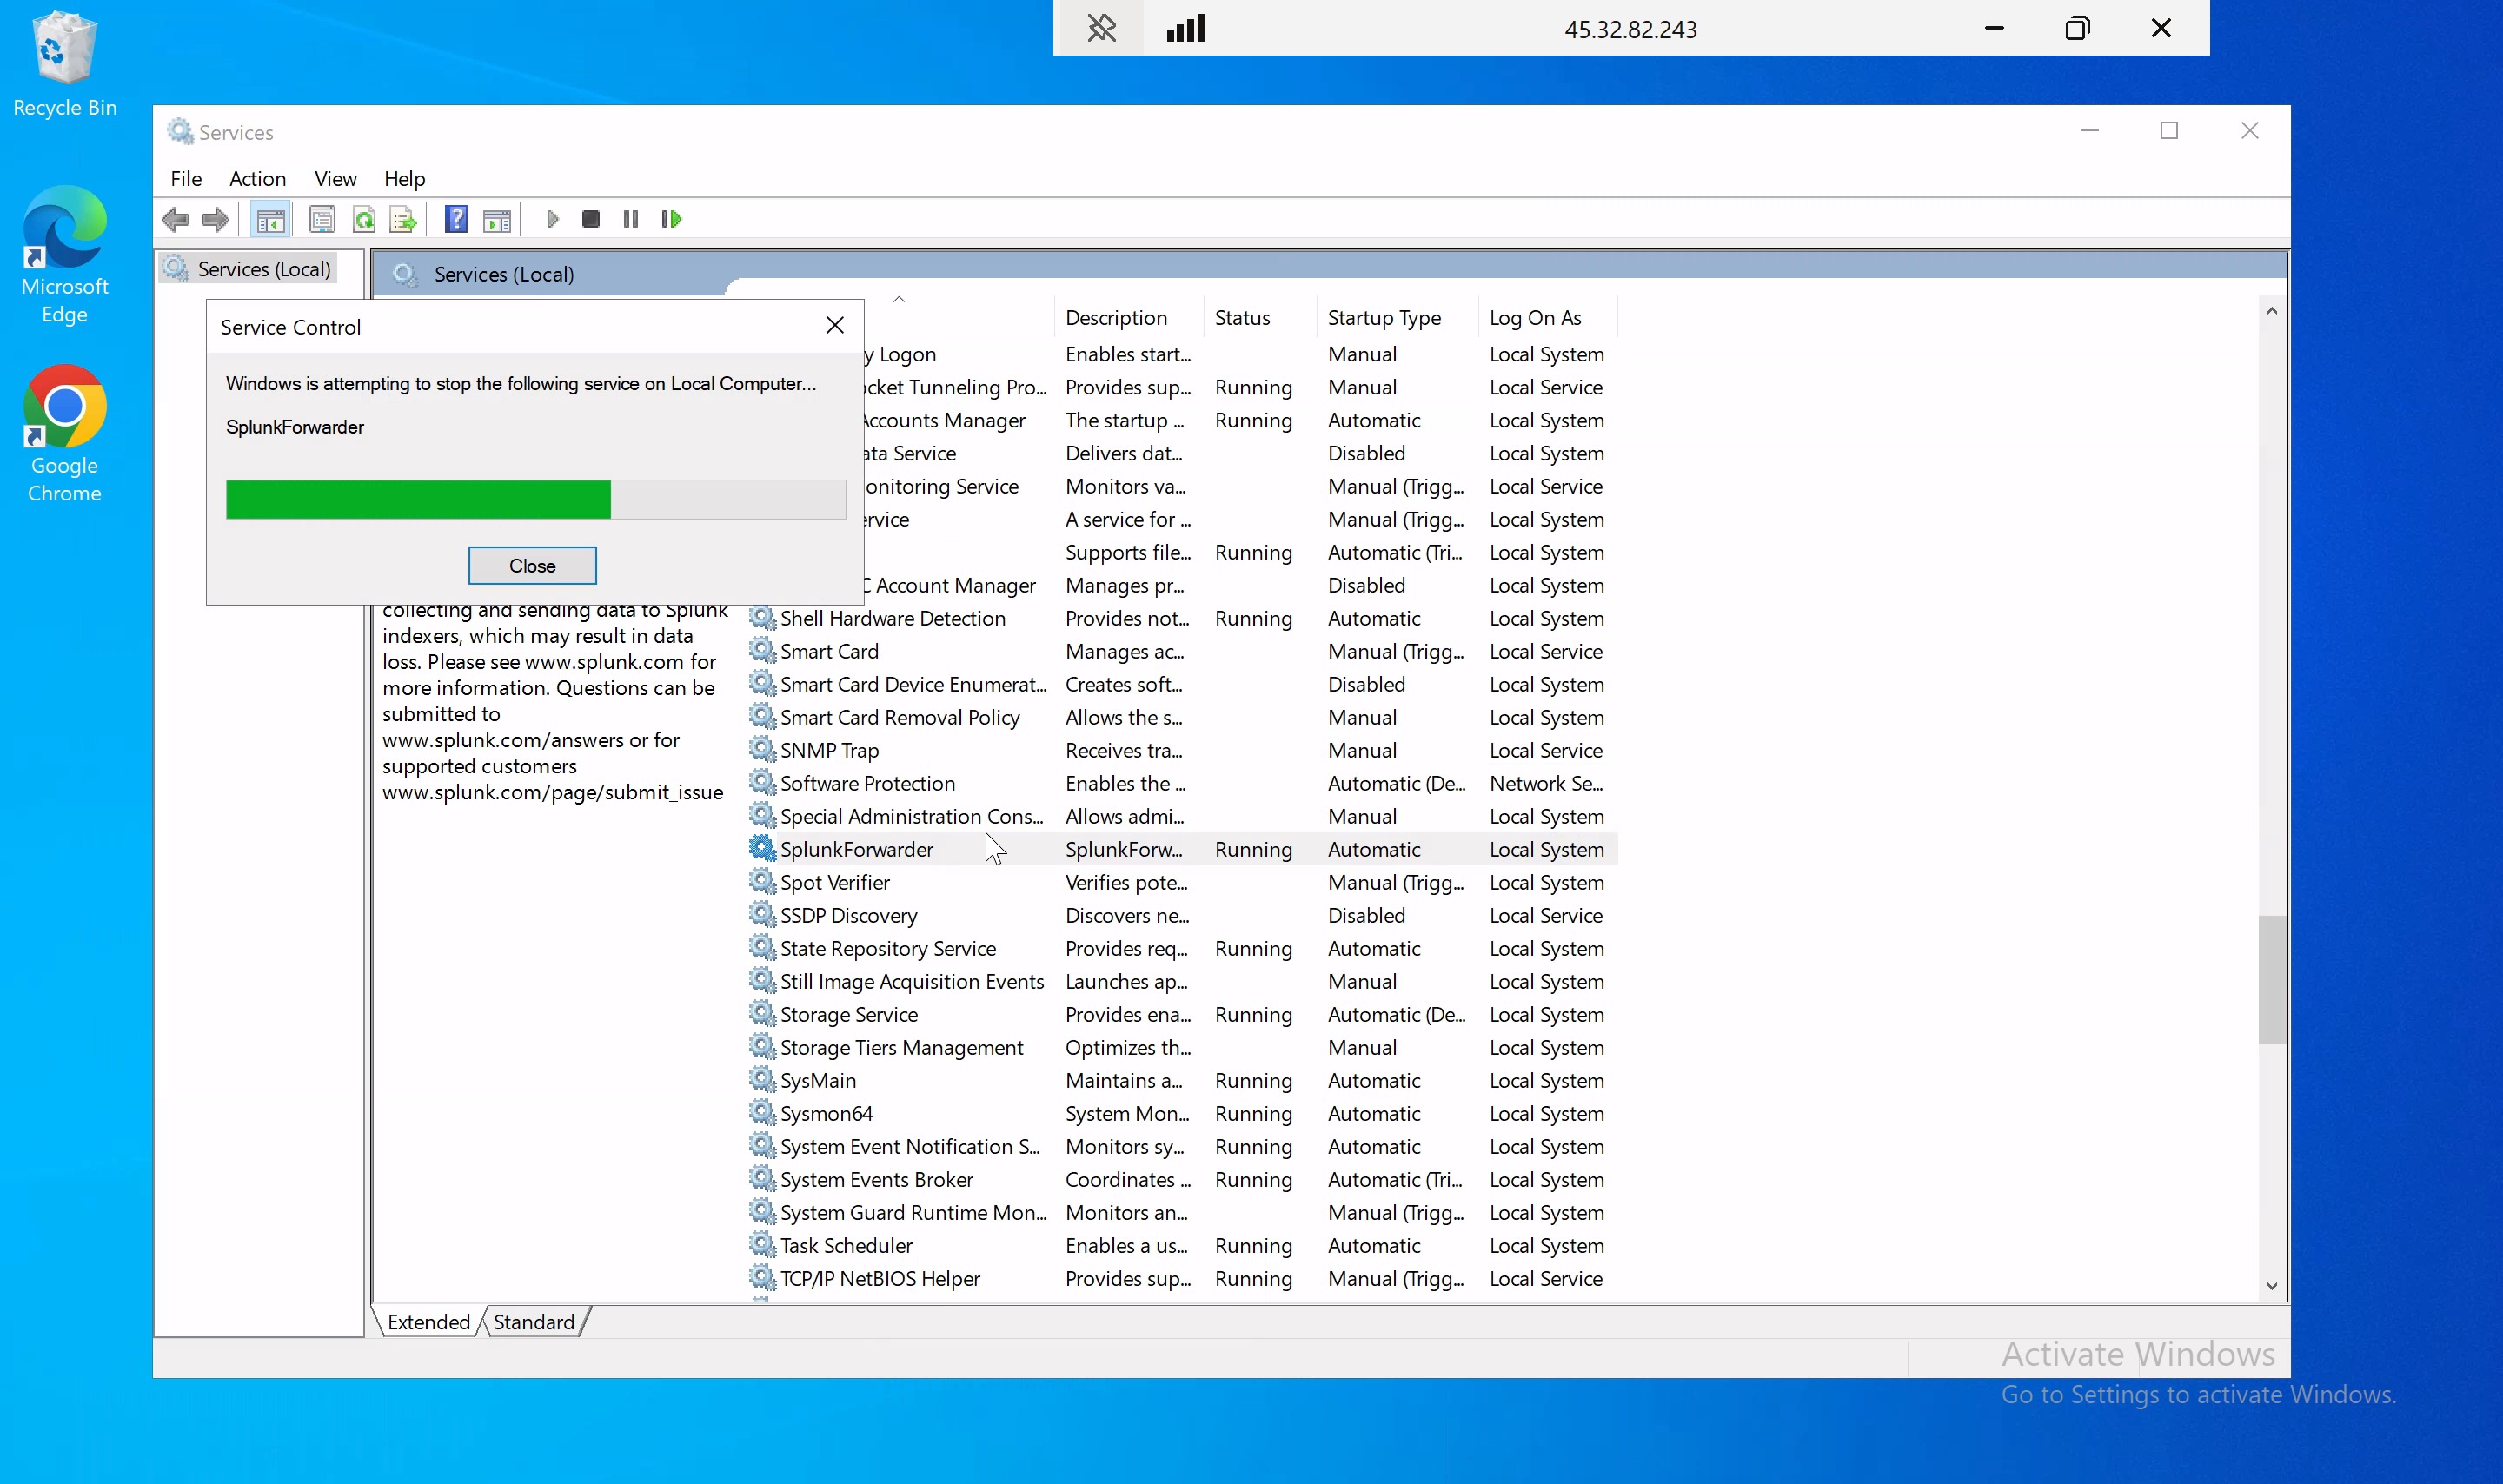 45.32.82.243
Recycle Bin
Microsoft
Edge
Google
Chrome
Services
File Action View Help
Services (Local)
Services (Local)
Service Control
Windows is attempting to stop the following service on Local Computer...
SplunkForwarder
Close
collecting and sending data to Splunk
indexers, which may result in data
loss. Please see www.splunk.com for
more information. Questions can be
submitted to
www.splunk.com/answers or for
supported customers
www.splunk.com/page/submit_issue
Description Status Startup Type Log On As
y Logon Enables start... Manual Local System
ocket Tunneling Pro... Provides sup... Running Manual Local Service
Accounts Manager The startup ... Running Automatic Local System
ata Service Delivers dat... Disabled Local System
onitoring Service Monitors va... Manual (Trigg... Local Service
ervice A service for ... Manual (Trigg... Local System
Supports file... Running Automatic (Tri... Local System
C Account Manager Manages pr... Disabled Local System
Shell Hardware Detection Provides not... Running Automatic Local System
Smart Card Manages ac... Manual (Trigg... Local Service
Smart Card Device Enumerat... Creates soft... Disabled Local System
Smart Card Removal Policy Allows the s... Manual Local System
SNMP Trap Receives tra... Manual Local Service
Software Protection Enables the ... Automatic (De... Network Se...
Special Administration Cons... Allows admi... Manual Local System
SplunkForwarder SplunkForw... Running Automatic Local System
Spot Verifier Verifies pote... Manual (Trigg... Local System
SSDP Discovery Discovers ne... Disabled Local Service
State Repository Service Provides req... Running Automatic Local System
Still Image Acquisition Events Launches ap... Manual Local System
Storage Service Provides ena... Running Automatic (De... Local System
Storage Tiers Management Optimizes th... Manual Local System
SysMain Maintains a... Running Automatic Local System
Sysmon64 System Mon... Running Automatic Local System
System Event Notification S... Monitors sy... Running Automatic Local System
System Events Broker Coordinates ... Running Automatic (Tri... Local System
System Guard Runtime Mon... Monitors an... Manual (Trigg... Local System
Task Scheduler Enables a us... Running Automatic Local System
TCP/IP NetBIOS Helper Provides sup... Running Manual (Trigg... Local Service
Extended Standard
Activate Windows
Go to Settings to activate Windows.